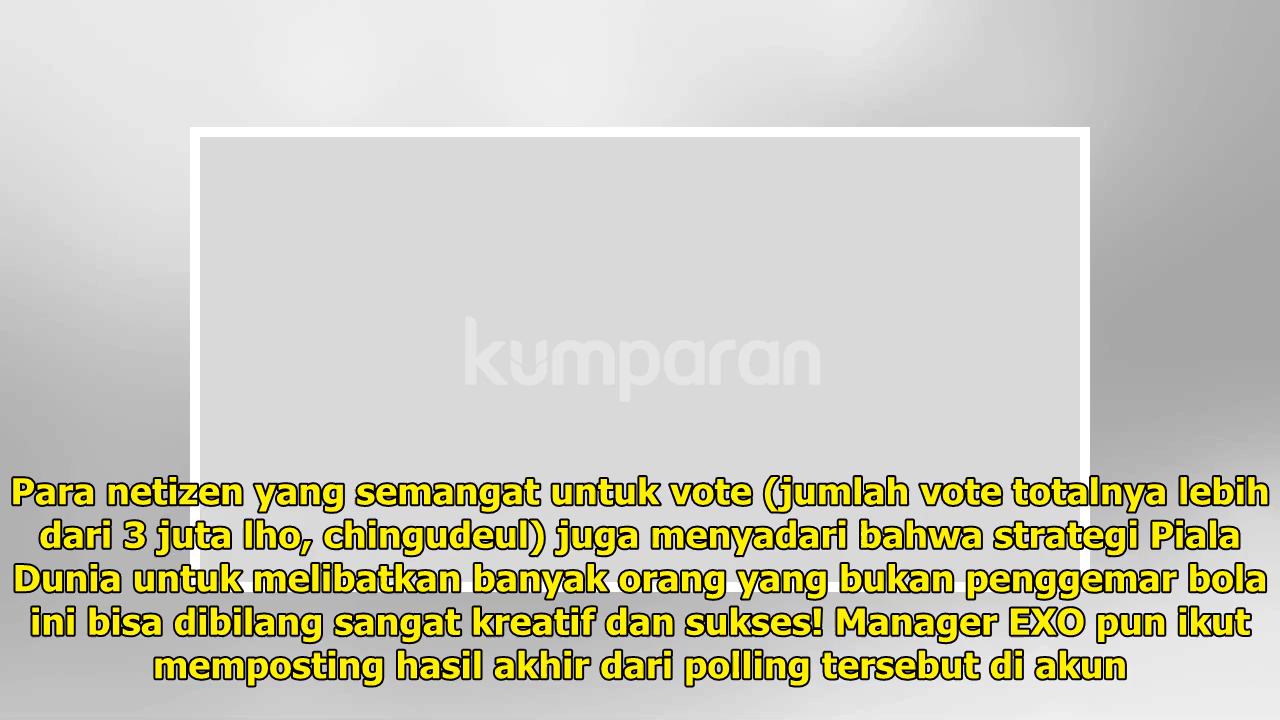 kumparan
Para netizen yang semangat untuk vote (jumlah vote totalnya lebih
dari 3 juta lho, chingudeul) juga menyadari bahwa strategi Piala
Dunia untuk melibatkan banyak orang yang bukan penggemar bola
ini bisa dibilang sangat kreatif dan sukses! Manager EXO pun ikut
memposting hasil akhir dari polling tersebut di akun